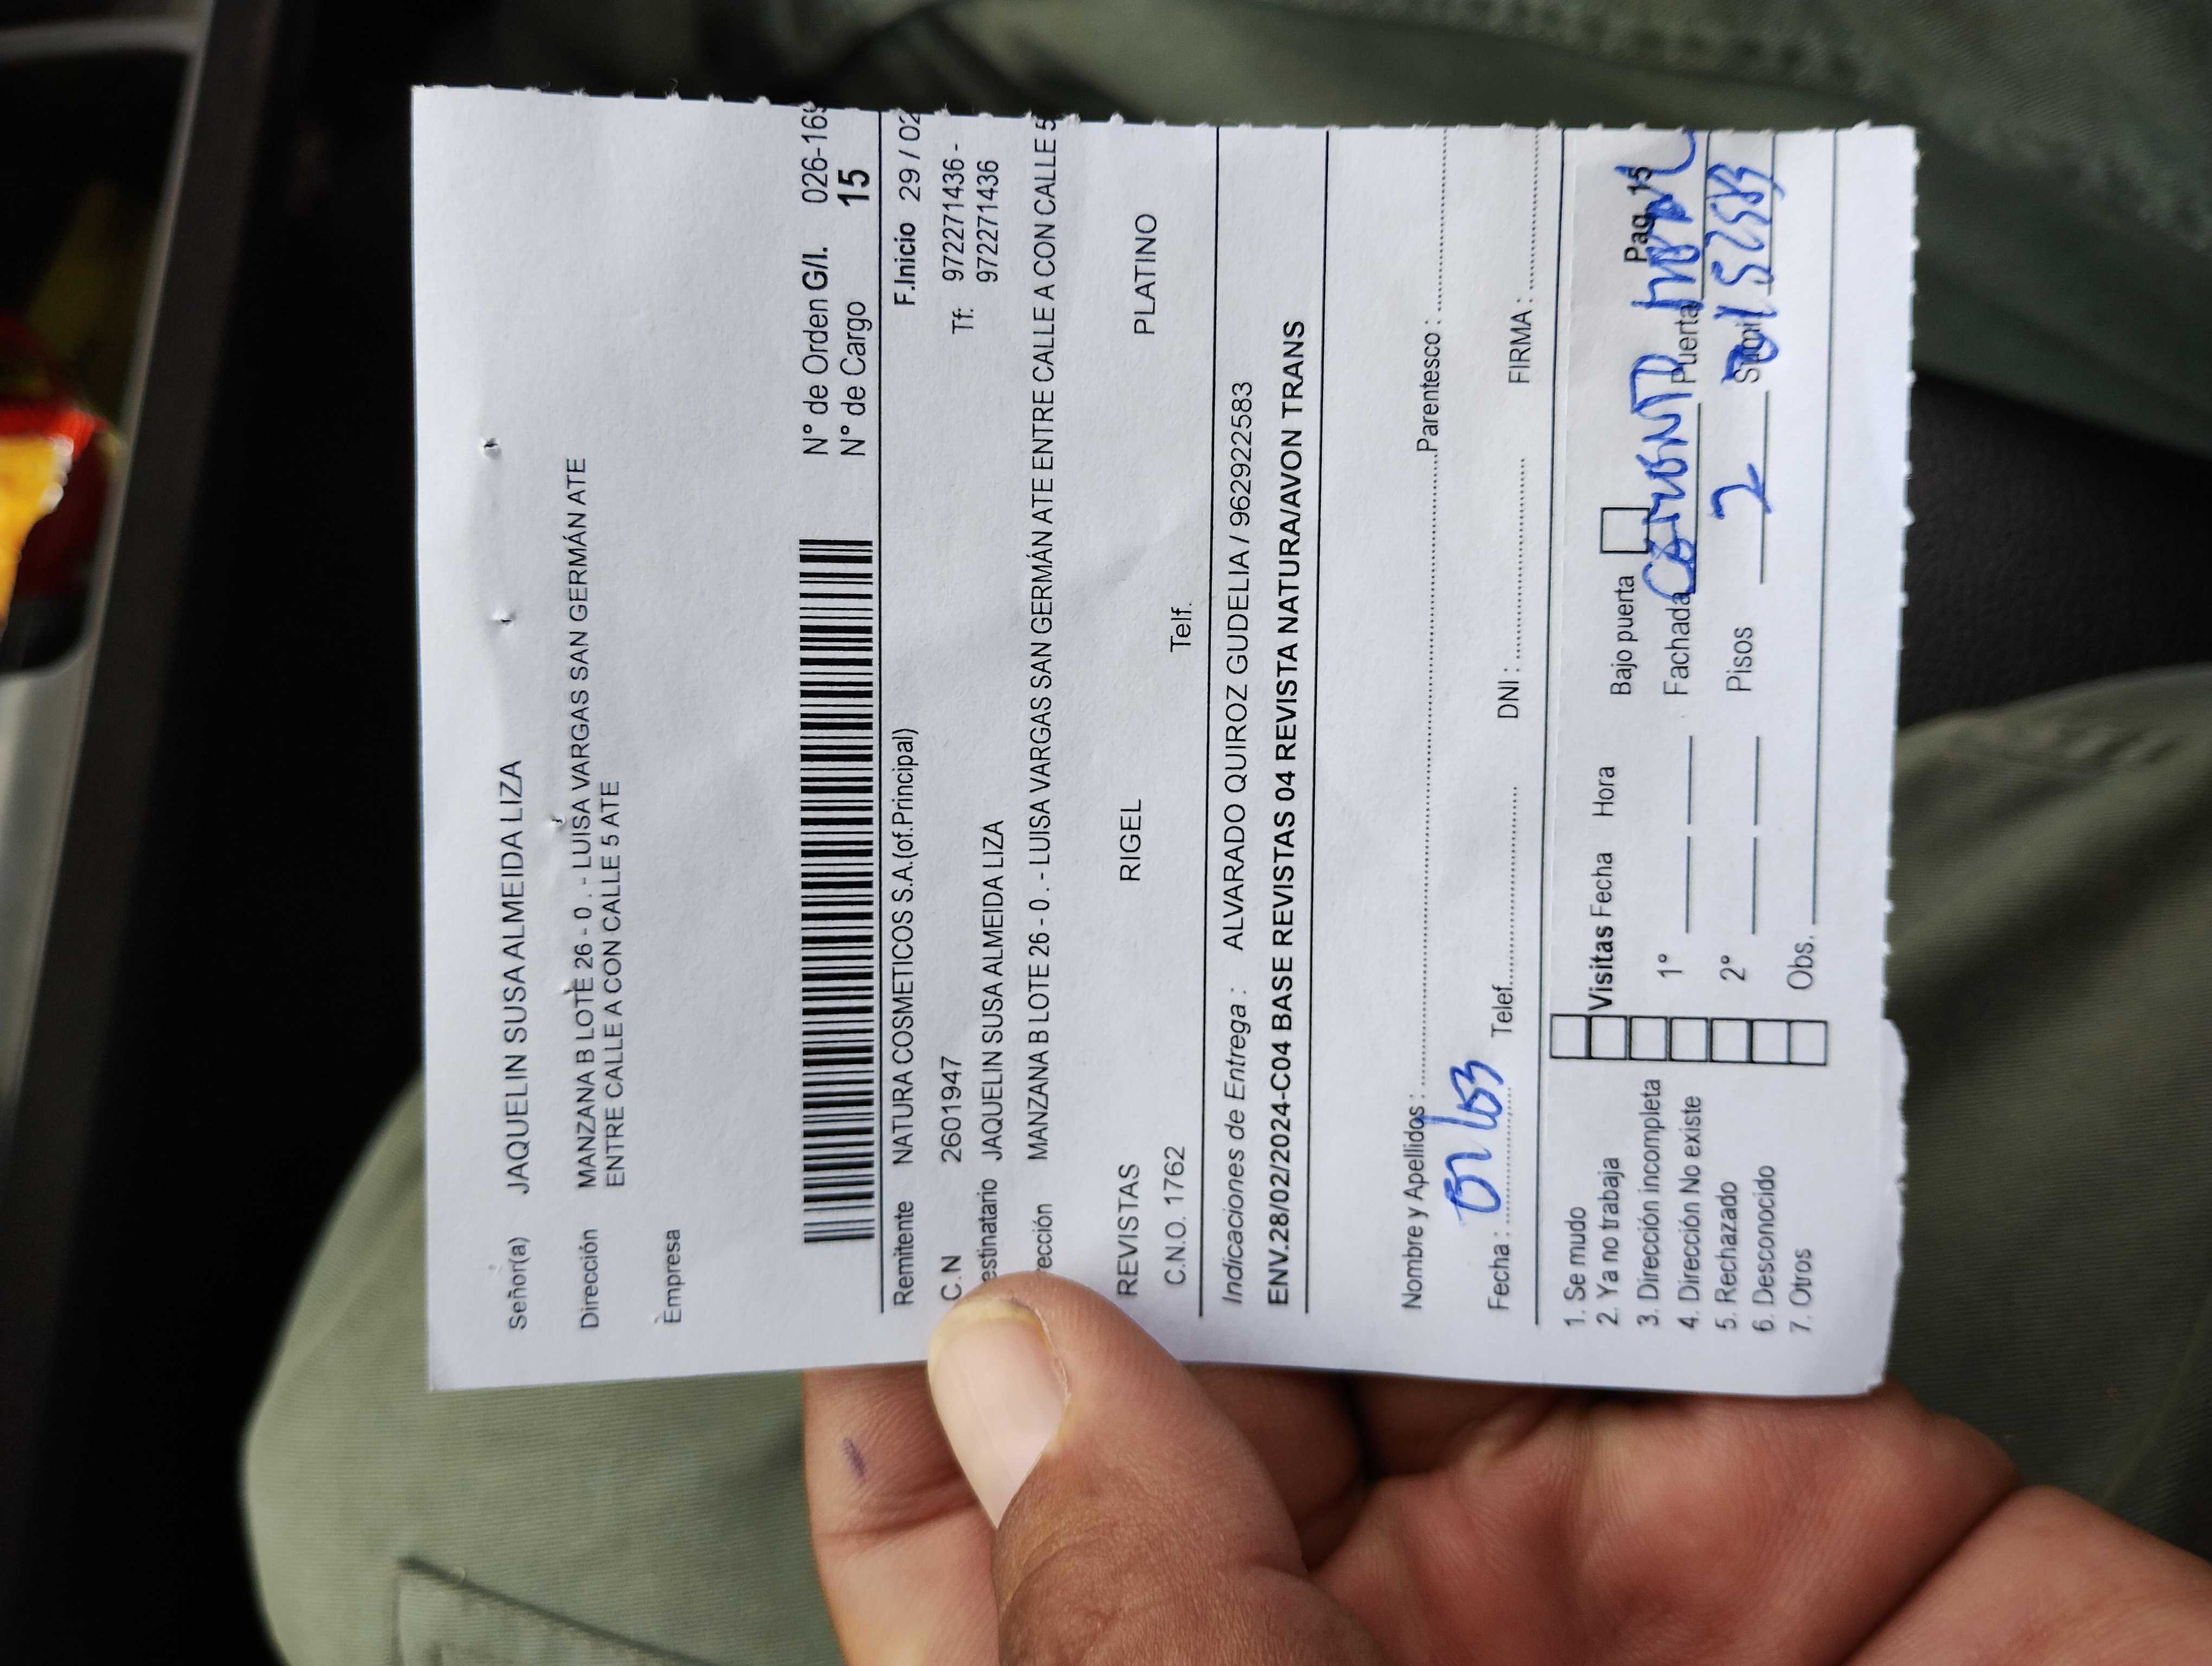 Señor(a) JAQUELIN SUSA ALMEIDA LIZA
Dirección MANZANA B LOTE 26 - 0 . - LUISA VARGAS SAN GERMÁN ATE
ENTRE CALLE A CON CALLE 5 ATE
Empresa
N° de Orden G/I. 026-169
N° de Cargo 15
Remitente NATURA COSMETICOS S.A.(of.Principal) F.Inicio 29 / 02
C.N 2601947 Tf: 972271436 -
estinatario JAQUELIN SUSA ALMEIDA LIZA 972271436
rección MANZANA B LOTE 26 - 0 . - LUISA VARGAS SAN GERMÁN ATE ENTRE CALLE A CON CALLE 5
REVISTAS RIGEL PLATINO
C.N.O. 1762 Telf.
Indicaciones de Entrega : ALVARADO QUIROZ GUDELIA / 962922583
ENV.28/02/2024-C04 BASE REVISTAS 04 REVISTA NATURA/AVON TRANS
Nombre y Apellidos : Parentesco :
Fecha : 01/03 Telef. DNI : FIRMA :
1. Se mudo
2. Ya no trabaja Visitas Fecha Hora Bajo puerta Pag. 15
3. Dirección incompleta
4. Dirección No existe 1° Fachada Puerta
5. Rechazado 2° Pisos 2
6. Desconocido
7. Otros Obs.